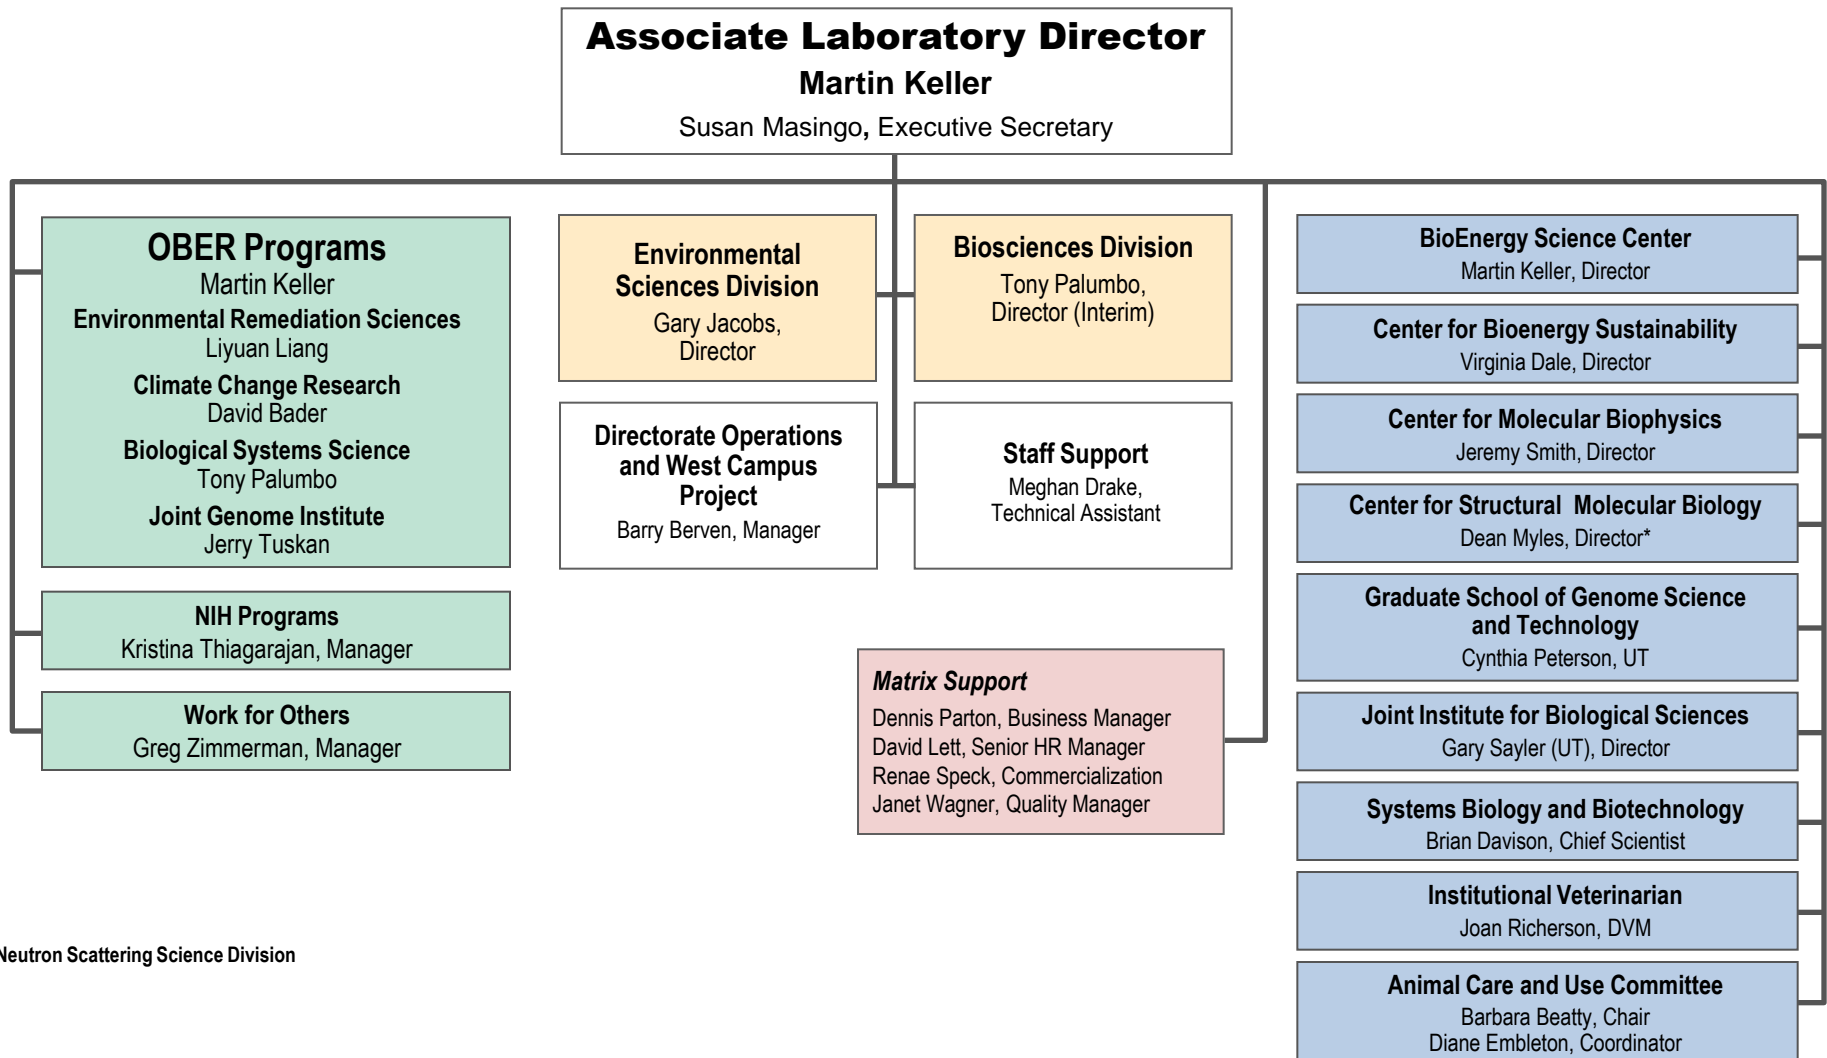 Associate Laboratory Director
Martin Keller
Susan Masingo, Executive Secretary
OBER Programs
Martin Keller
Environmental Remediation Sciences
Liyuan Liang
Climate Change Research
David Bader
Biological Systems Science
Tony Palumbo
Joint Genome Institute
Jerry Tuskan
NIH Programs
Kristina Thiagarajan, Manager
Work for Others
Greg Zimmerman, Manager
Environmental
Sciences Division
Gary Jacobs,
Director
Biosciences Division
Tony Palumbo,
Director (Interim)
Directorate Operations
and West Campus
Project
Barry Berven, Manager
Staff Support
Meghan Drake,
Technical Assistant
Matrix Support
Dennis Parton, Business Manager
David Lett, Senior HR Manager
Renae Speck, Commercialization
Janet Wagner, Quality Manager
BioEnergy Science Center
Martin Keller, Director
Center for Bioenergy Sustainability
Virginia Dale, Director
Center for Molecular Biophysics
Jeremy Smith, Director
Center for Structural Molecular Biology
Dean Myles, Director*
Graduate School of Genome Science
and Technology
Cynthia Peterson, UT
Joint Institute for Biological Sciences
Gary Sayler (UT), Director
Systems Biology and Biotechnology
Brian Davison, Chief Scientist
Institutional Veterinarian
Joan Richerson, DVM
Animal Care and Use Committee
Barbara Beatty, Chair
Diane Embleton, Coordinator
Neutron Scattering Science Division